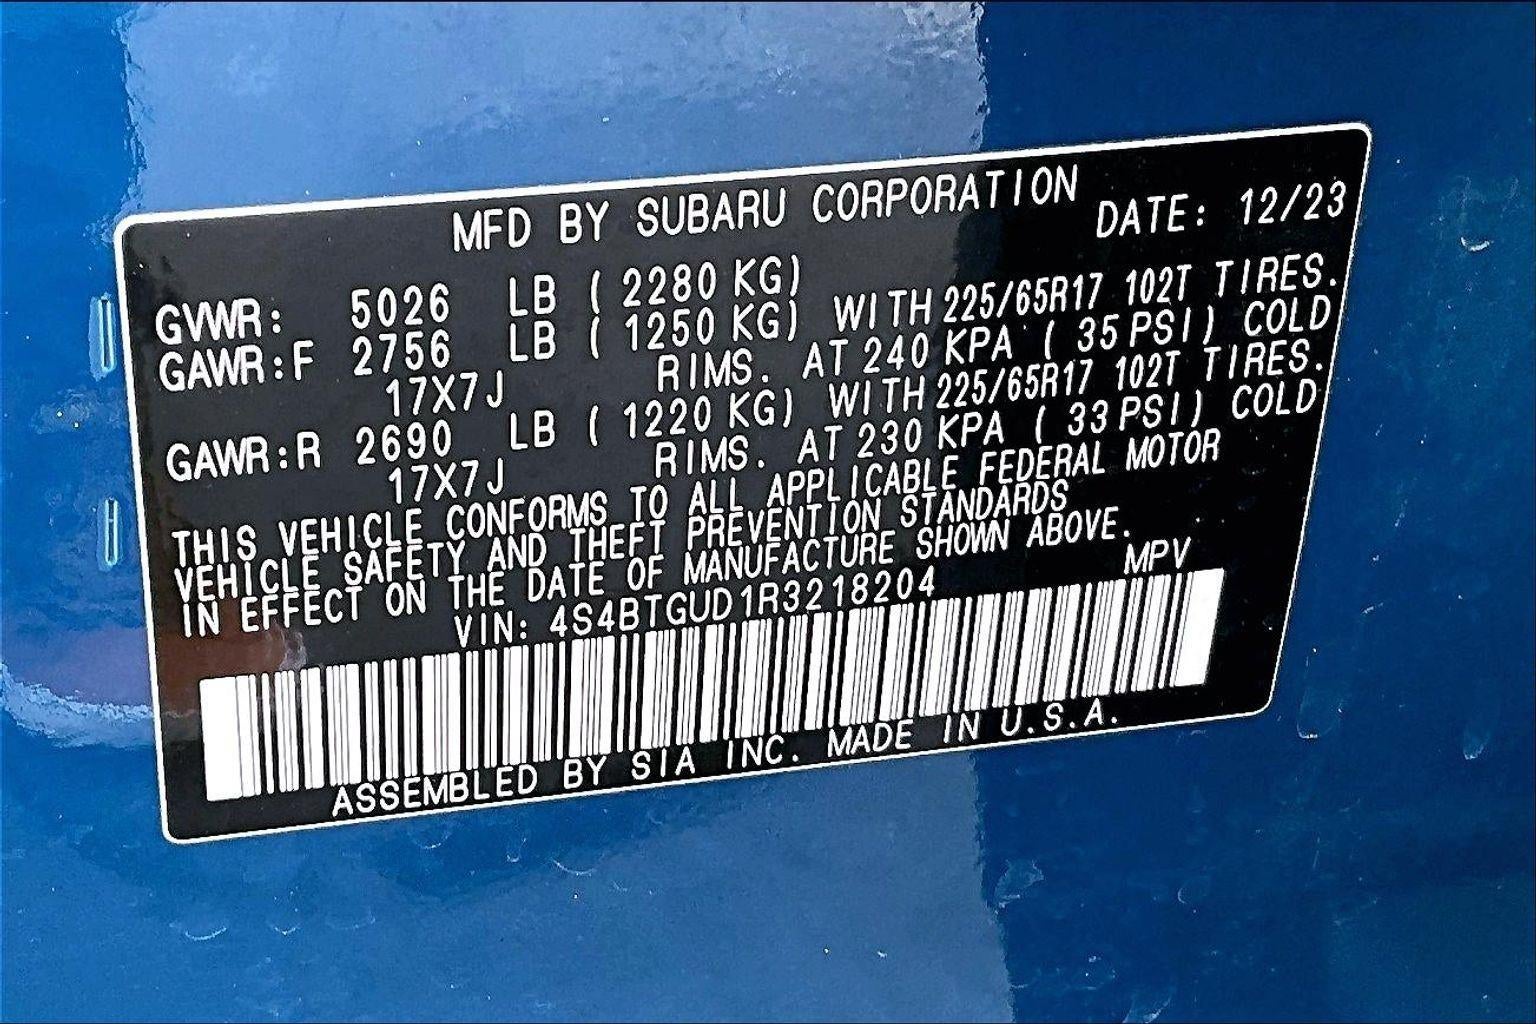 MFD BY SUBARU CORPORATION
DATE: 12/23
GVWR: 5026 LB ( 2280 KG)
GAWR:F 2756 LB ( 1250 KG) WITH 225/65R17 102T TIRES.
17X7J RIMS. AT 240 KPA ( 35 PSI) COLD
GAWR:R 2690 LB ( 1220 KG) WITH 225/65R17 102T TIRES.
17X7J RIMS. AT 230 KPA ( 33 PSI) COLD
THIS VEHICLE CONFORMS TO ALL APPLICABLE FEDERAL MOTOR
VEHICLE SAFETY AND THEFT PREVENTION STANDARDS
IN EFFECT ON THE DATE OF MANUFACTURE SHOWN ABOVE.
VIN: 4S4BTGUD1R3218204 MPV
ASSEMBLED BY SIA INC. MADE IN U.S.A.